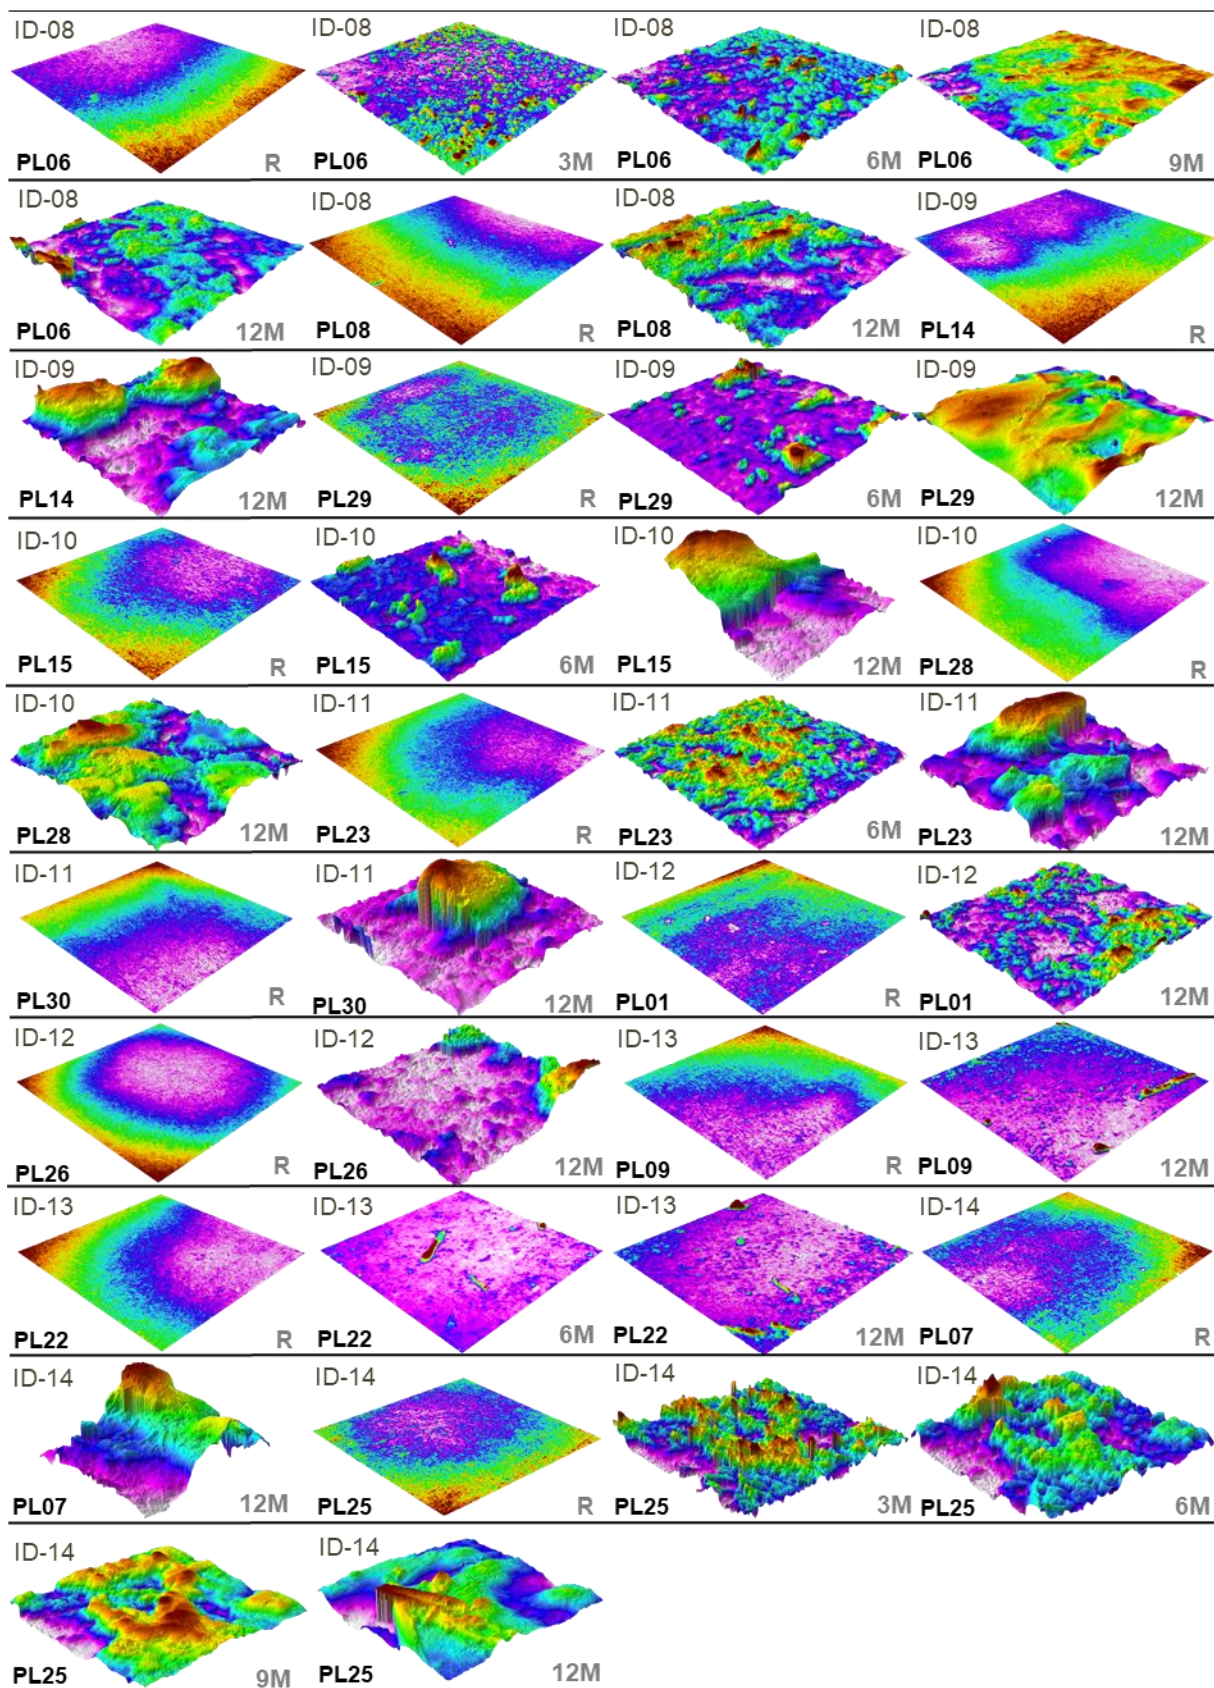 ID-08 ID-08 ID-08 ID-08
PL06 R PL06 3M PL06 6M PL06 9M
ID-08 ID-08 ID-08 ID-09
PL06 12M PL08 R PL08 12M PL14 R
ID-09 ID-09 ID-09 ID-09
PL14 12M PL29 R PL29 6M PL29 12M
ID-10 ID-10 ID-10 ID-10
PL15 R PL15 6M PL15 12M PL28 R
ID-10 ID-11 ID-11 ID-11
PL28 12M PL23 R PL23 6M PL23 12M
ID-11 ID-11 ID-12 ID-12
PL30 R PL30 12M PL01 R PL01 12M
ID-12 ID-12 ID-13 ID-13
PL26 R PL26 12M PL09 R PL09 12M
ID-13 ID-13 ID-13 ID-14
PL22 R PL22 6M PL22 12M PL07 R
ID-14 ID-14 ID-14 ID-14
PL07 12M PL25 R PL25 3M PL25 6M
ID-14 ID-14
PL25 9M PL25 12M